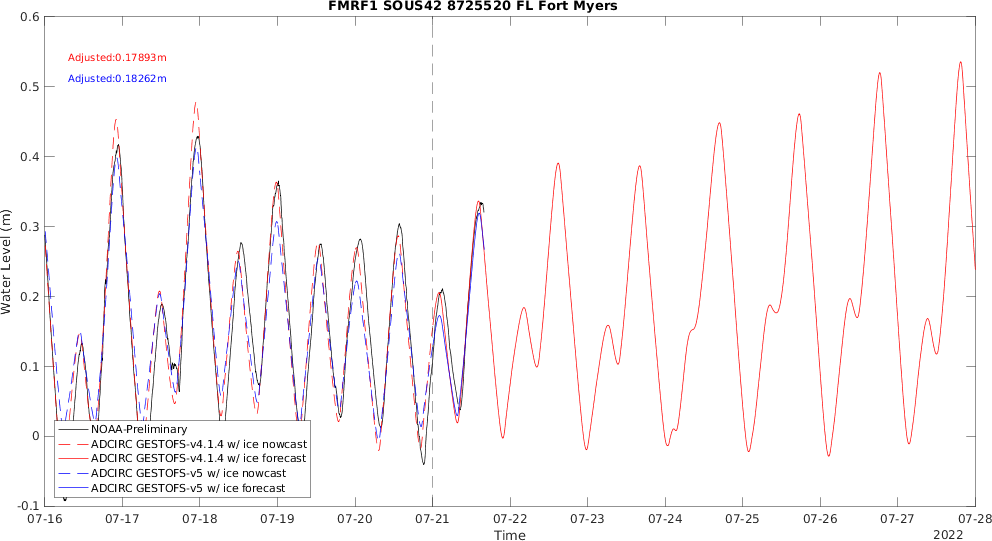 FMRF1 SOUS42 8725520 FL Fort Myers
0.6
Adjusted:0.17893m
Adjusted:0.18262m
0.5
0.4
0.3
0.2
0.1
0
-0.1
Water Level (m)
NOAA-Preliminary
ADCIRC GESTOFS-v4.1.4 w/ ice nowcast
ADCIRC GESTOFS-v4.1.4 w/ ice forecast
ADCIRC GESTOFS-v5 w/ ice nowcast
ADCIRC GESTOFS-v5 w/ ice forecast
07-16 07-17 07-18 07-19 07-20 07-21 07-22 07-23 07-24 07-25 07-26 07-27 07-28
Time
2022